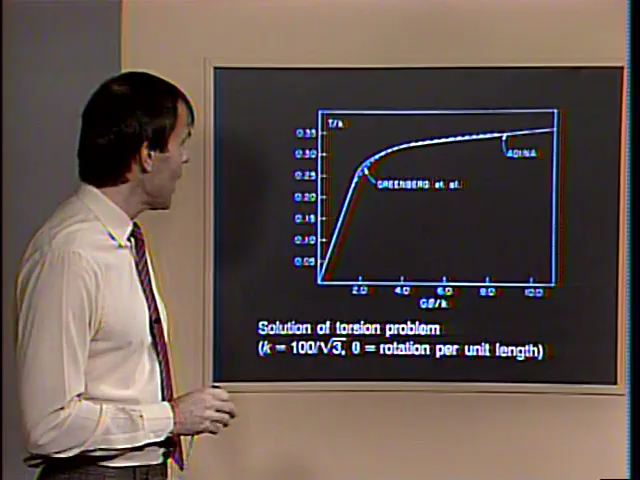 T/k
0.35
0.30
0.25
0.20
0.15
0.10
0.05
ADINA
GREENBERG et. al.
2.0 4.0 6.0 8.0 10.0
Gθ/k
Solution of torsion problem
(k = 100/√3, θ = rotation per unit length)